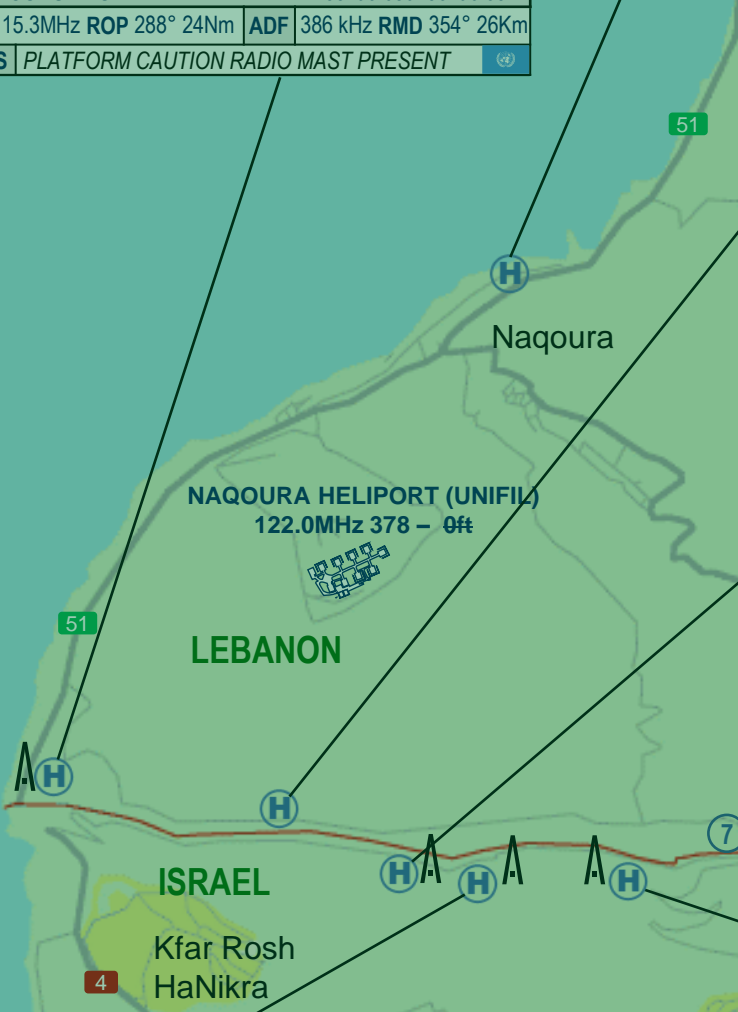 15.3MHz ROP 288° 24Nm ADF 386 kHz RMD 354° 26Km
S PLATFORM CAUTION RADIO MAST PRESENT
51
H
Naqoura
NAQOURA HELIPORT (UNIFIL)
122.0MHz 378 – 0ft
51
LEBANON
H
H
7
H
H
H
ISRAEL
Kfar Rosh
HaNikra
4